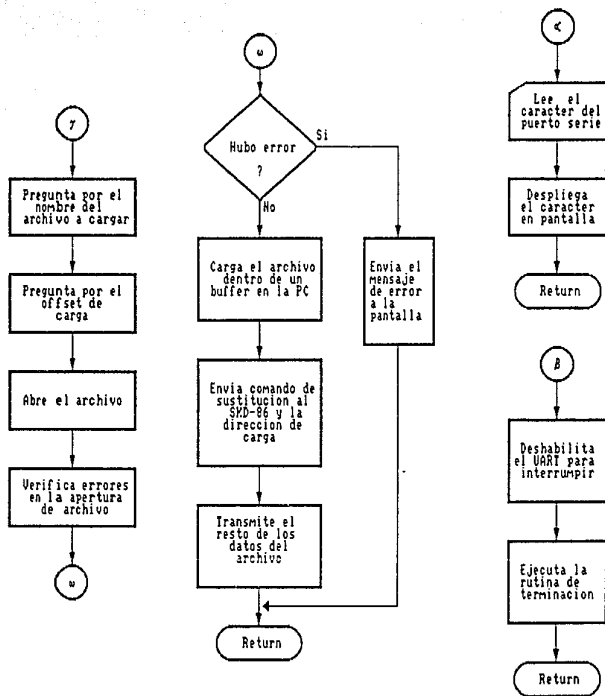 γ
Pregunta por el
nombre del
archivo a cargar
Pregunta por el
offset de
carga
Abre el archivo
Verifica errores
en la apertura
de archivo
ω
ω
Hubo error
?
Si
No
Carga el archivo
dentro de un
buffer en la PC
Envia el
mensaje
de error
a la
pantalla
Envia comando de
sustitucion al
SKD-86 y la
direccion de
carga
Transmite el
resto de los
datos del
archivo
Return
α
Lee el
caracter del
puerto serie
Despliega
el caracter
en pantalla
Return
β
Deshabilita
el UART para
interrumpir
Ejecuta la
rutina de
terminacion
Return